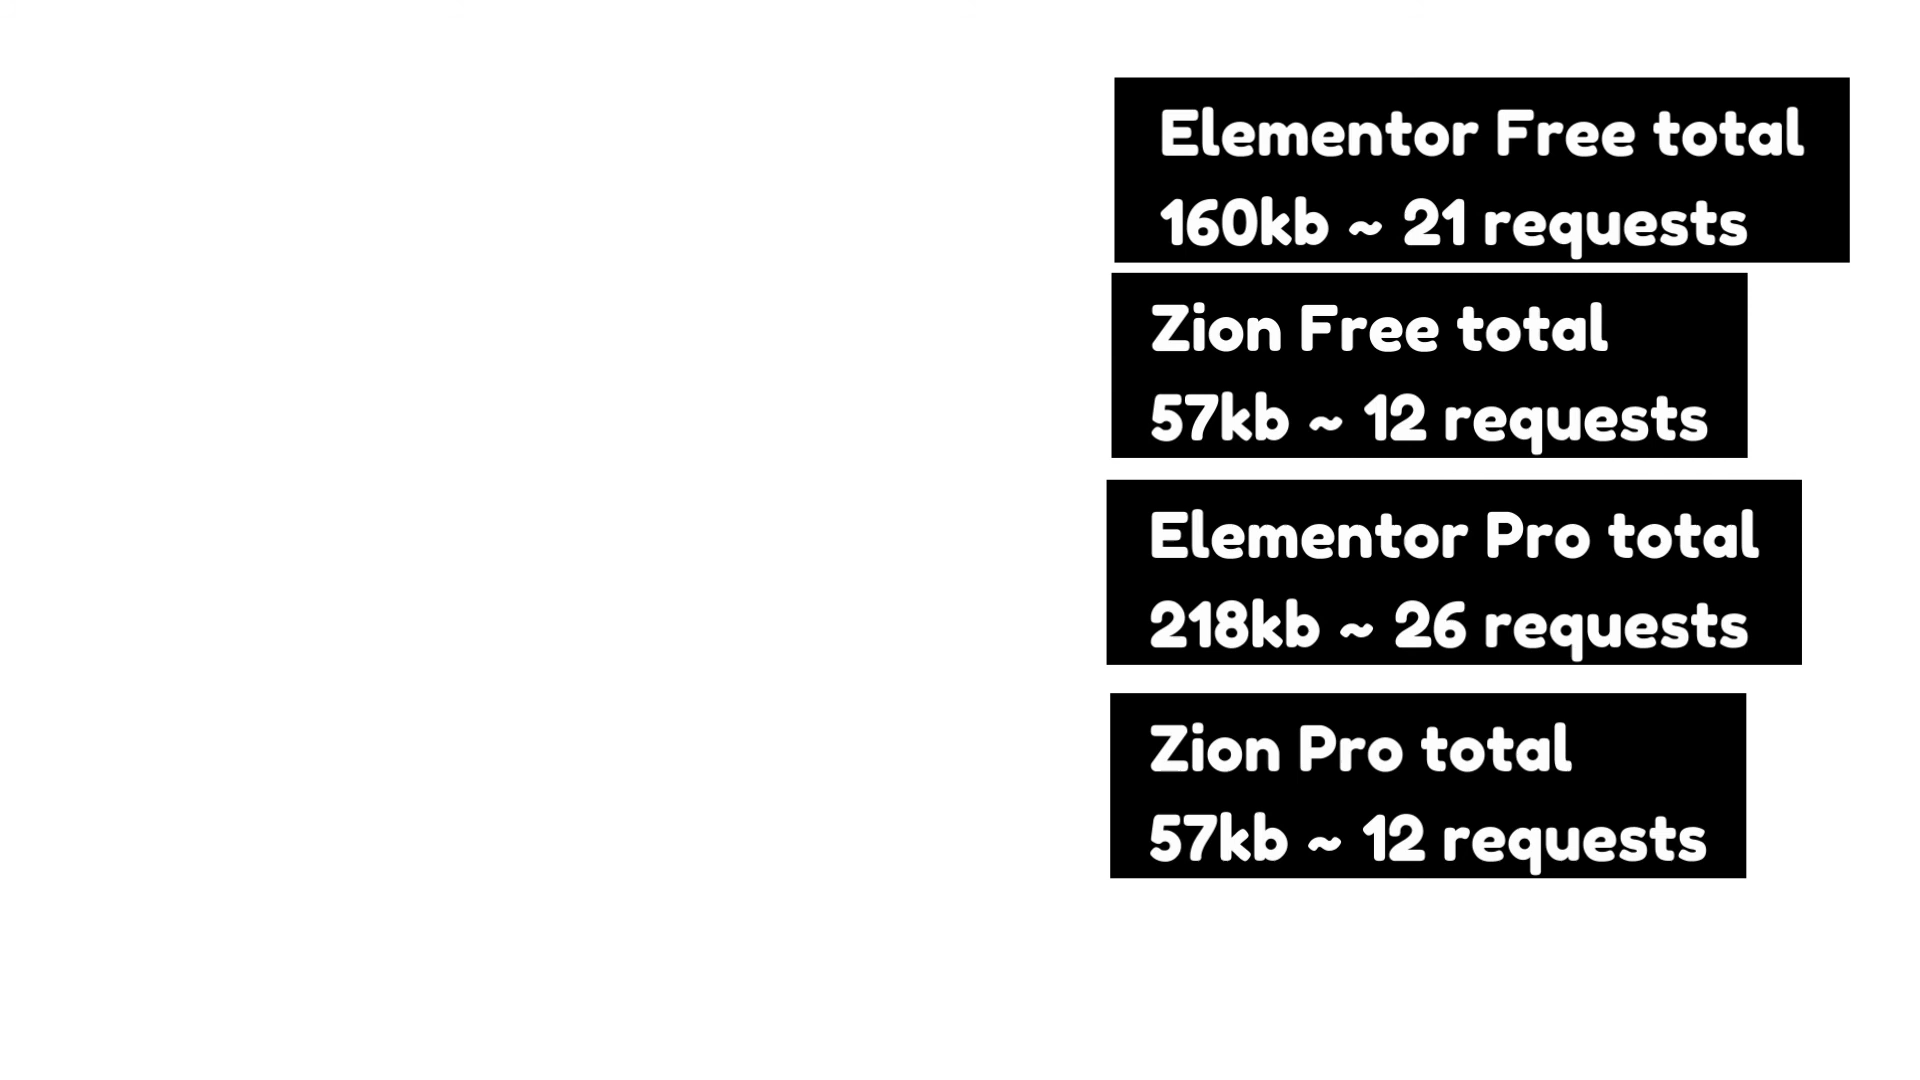 Elementor Free total
160kb ~ 21 requests
Zion Free total
57kb ~ 12 requests
Elementor Pro total
218kb ~ 26 requests
Zion Pro total
57kb ~ 12 requests